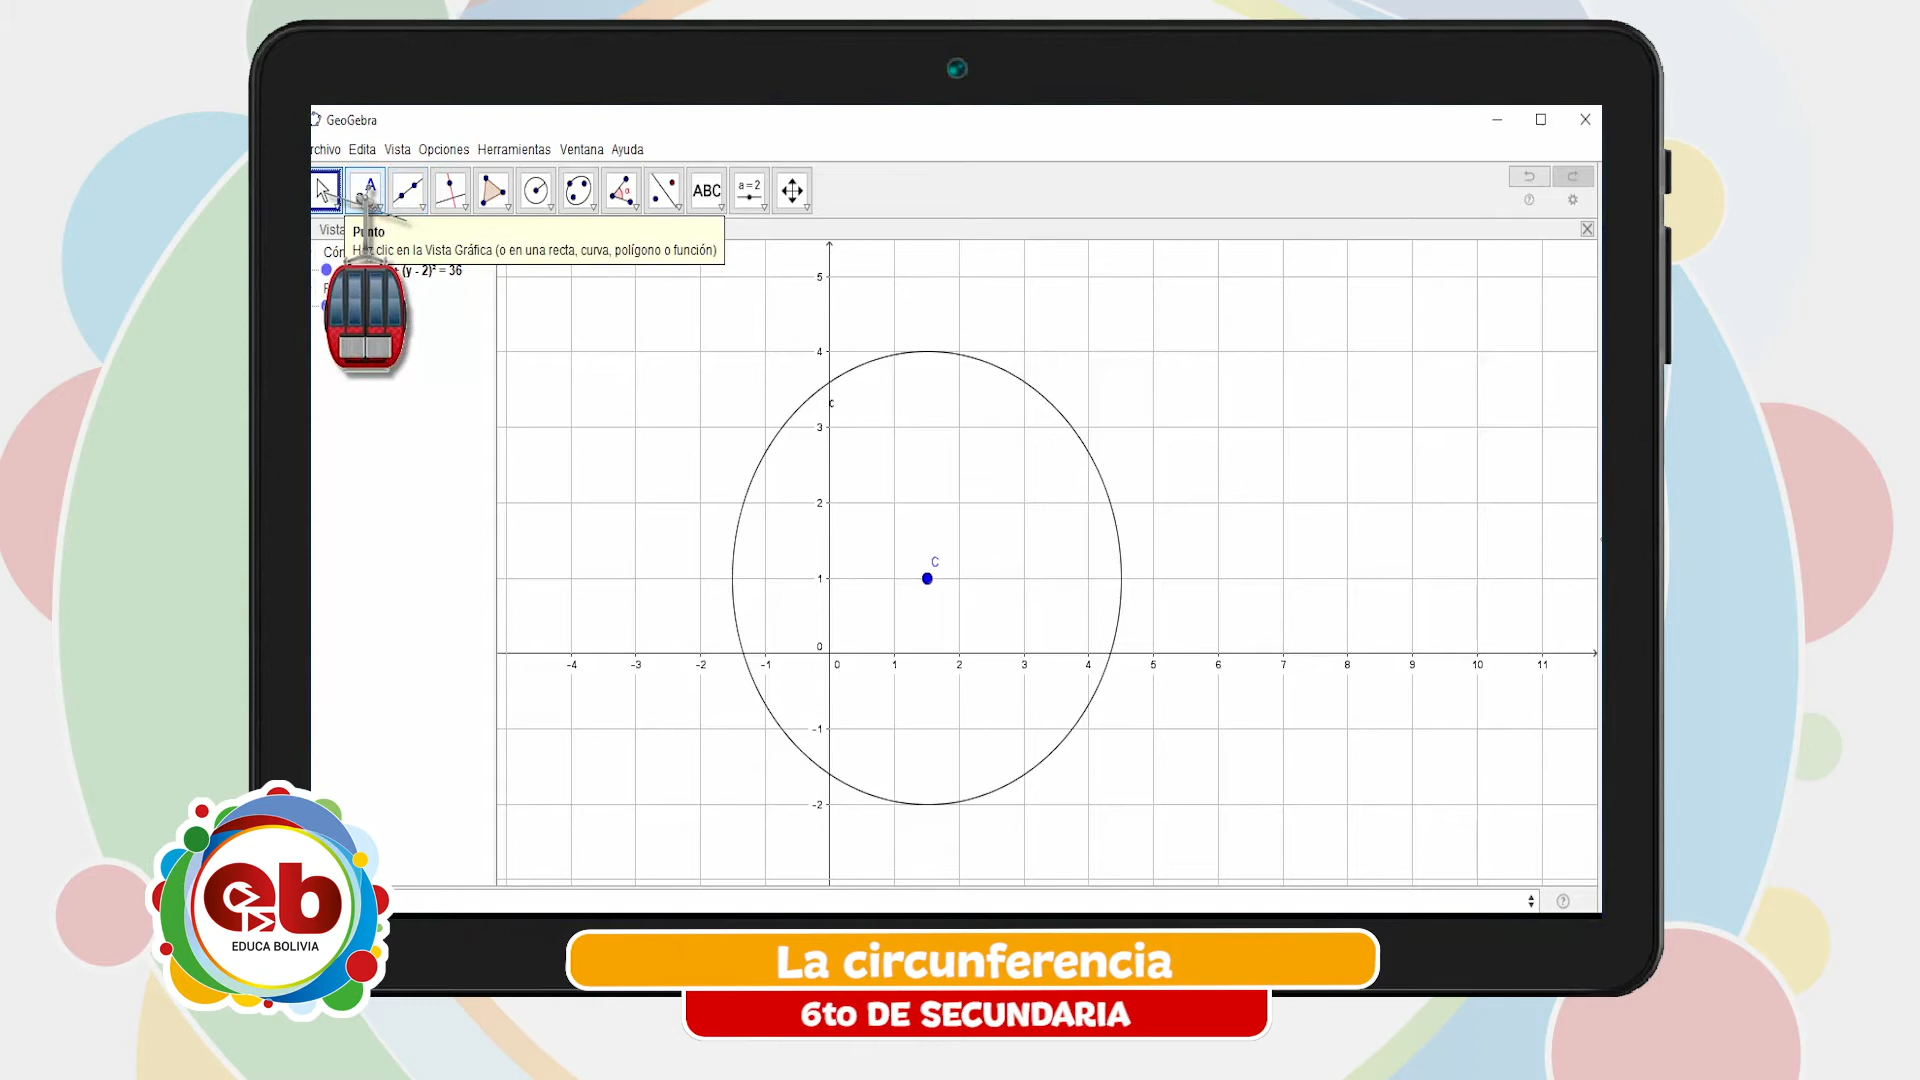 GeoGebra
rchivo Edita Vista Opciones Herramientas Ventana Ayuda
A
α
ABC
a = 2
Vista
Punto
Haz clic en la Vista Gráfica (o en una recta, curva, polígono o función)
Cón
(y - 2)² = 36
5
4
c
3
2
C
1
0
-4 -3 -2 -1 0 1 2 3 4 5 6 7 8 9 10 11
-1
-2
eb
EDUCA BOLIVIA
La circunferencia
6to DE SECUNDARIA